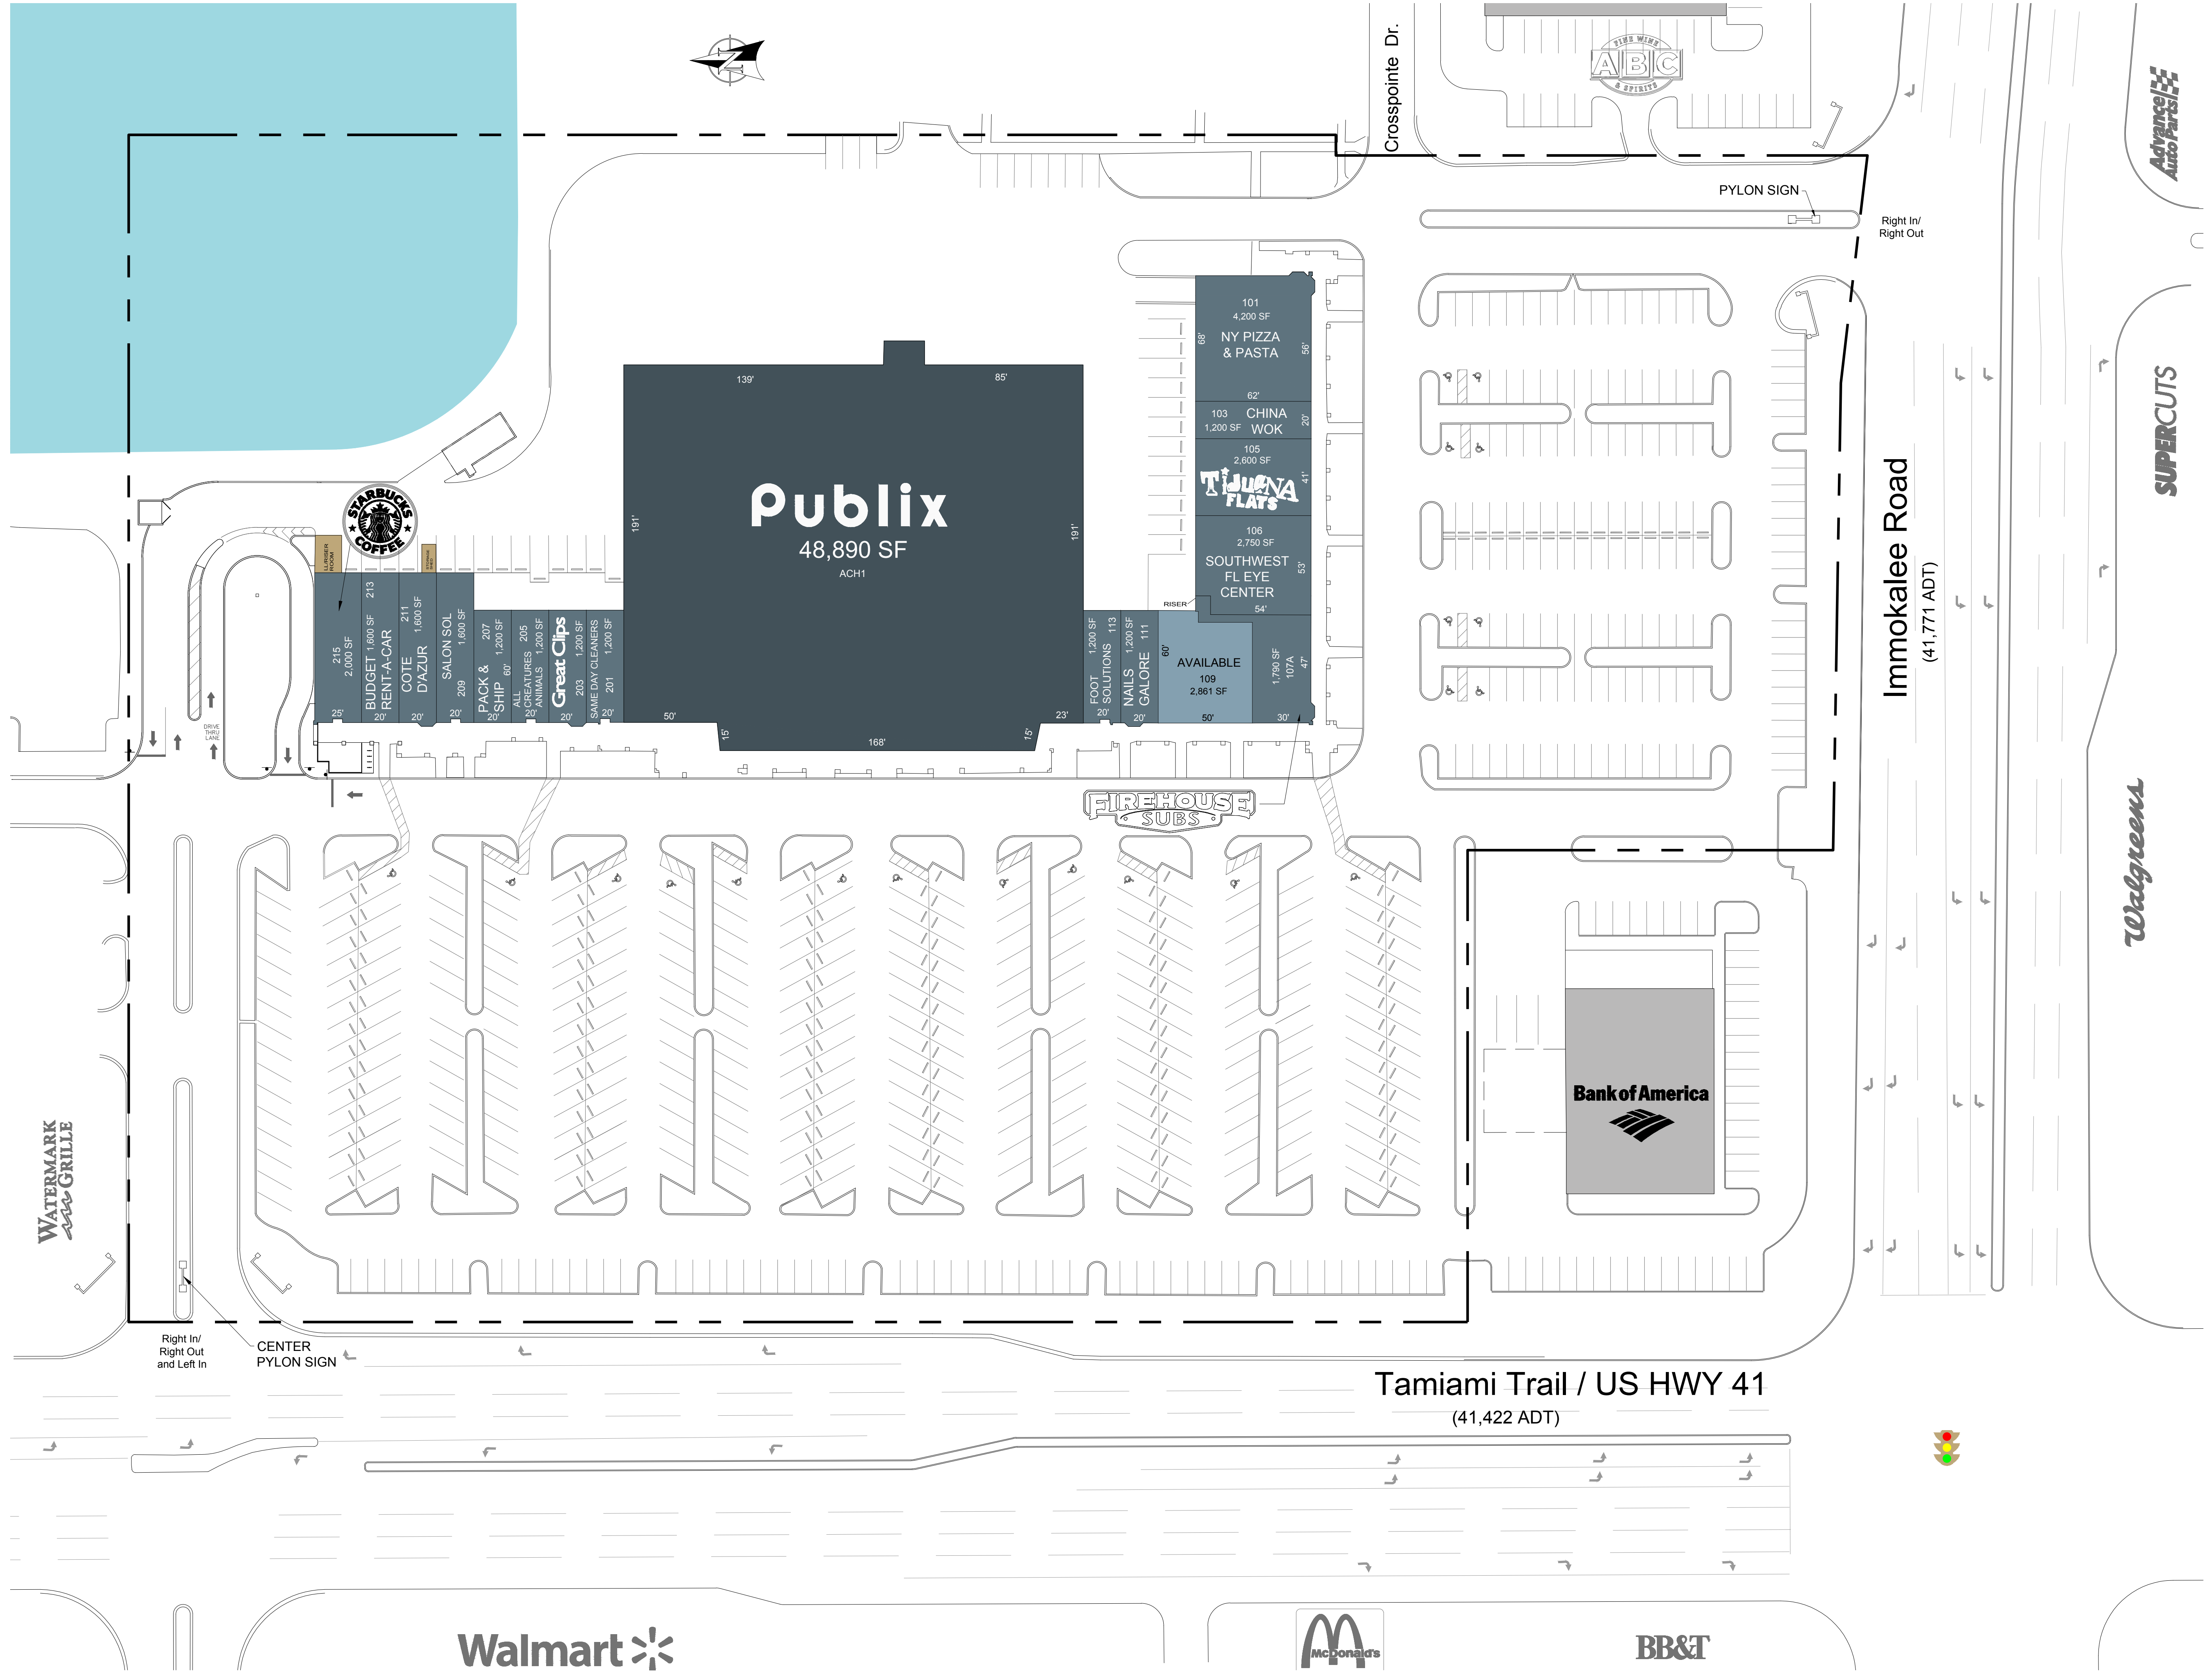 Crosspointe Dr.
FINE WINE
ABC
& SPIRITS
Advance
Auto Parts
N
PYLON SIGN
Right In/
Right Out
101
4,200 SF
NY PIZZA
& PASTA
68'
56'
62'
103
1,200 SF
CHINA
WOK
20'
105
2,600 SF
TIJUANA
FLATS
41'
106
2,750 SF
SOUTHWEST
FL EYE
CENTER
53'
54'
RISER
139'
85'
191'
191'
Publix
48,890 SF
ACH1
50'
23'
15'
15'
168'
STARBUCKS
COFFEE
RISER
ROOM
215
2,000 SF
25'
BUDGET
RENT-A-CAR
1,600 SF
213
20'
COTE
D'AZUR
211
1,600 SF
20'
SALON SOL
209
1,600 SF
20'
PACK &
SHIP
207
1,200 SF
60'
20'
ALL
CREATURES
ANIMALS
205
1,200 SF
20'
Great Clips
203
1,200 SF
20'
SAME DAY CLEANERS
201
1,200 SF
20'
FOOT
SOLUTIONS
1,200 SF
113
20'
NAILS
GALORE
1,200 SF
111
20'
60'
AVAILABLE
109
2,861 SF
50'
1,790 SF
107A
47'
30'
FIREHOUSE
SUBS
DRIVE
THRU
LANE
SUPERCUTS
Immokalee Road
(41,771 ADT)
Walgreens
Bank of America
WATERMARK
GRILLE
Right In/
Right Out
and Left In
CENTER
PYLON SIGN
Tamiami Trail / US HWY 41
(41,422 ADT)
Walmart
McDonald's
BB&T